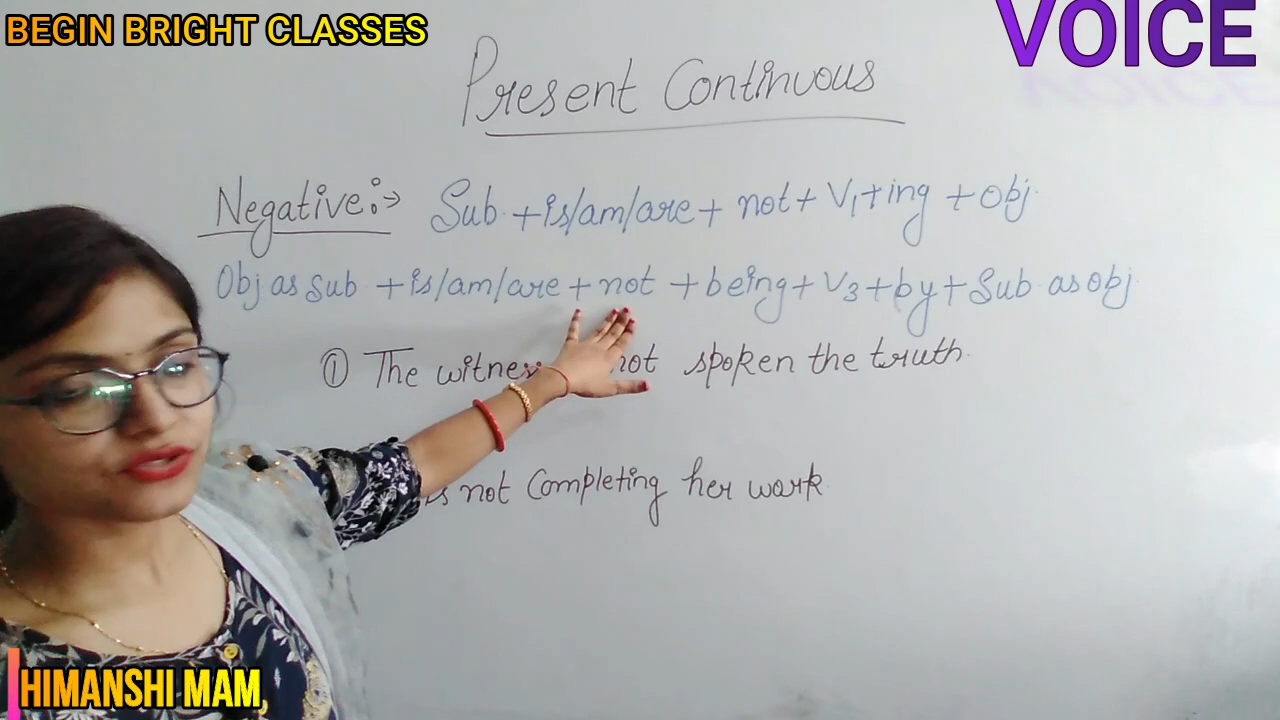 BEGIN BRIGHT CLASSES
VOICE
Present Continuous
Negative:→ Sub + is/am/are + not + V1+ing + Obj
Obj as Sub + is/am/are + not + being + V3 + by + Sub as Obj
① The not spoken the truth.
is not Completing her work
HIMANSHI MAM